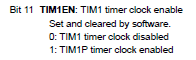 Bit 11 TIM1EN: TIM1 timer clock enable
Set and cleared by software.
0: TIM1 timer clock disabled
1: TIM1P timer clock enabled